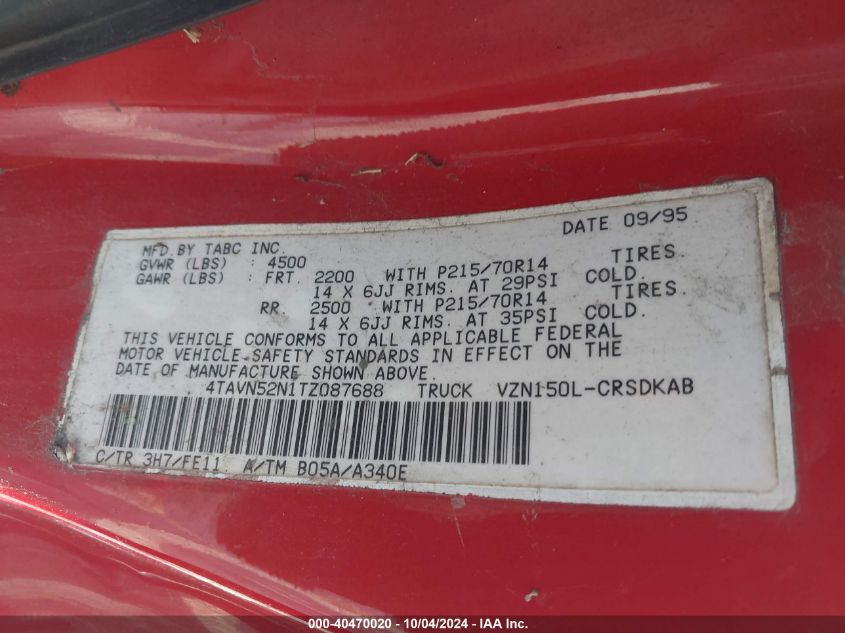 DATE 09/95
MFD.BY TABC INC.
GVWR (LBS) : 4500
GAWR (LBS) : FRT. 2200 WITH P215/70R14 TIRES.
14 X 6JJ RIMS. AT 29PSI COLD.
RR. 2500 WITH P215/70R14 TIRES.
14 X 6JJ RIMS. AT 35PSI COLD.
THIS VEHICLE CONFORMS TO ALL APPLICABLE FEDERAL
MOTOR VEHICLE SAFETY STANDARDS IN EFFECT ON THE
DATE OF MANUFACTURE SHOWN ABOVE.
4TAVN52N1TZ087688 TRUCK VZN150L-CRSDKAB
C/TR 3H7/FE11 A/TM B05A/A340E
000-40470020 - 10/04/2024 - IAA Inc.